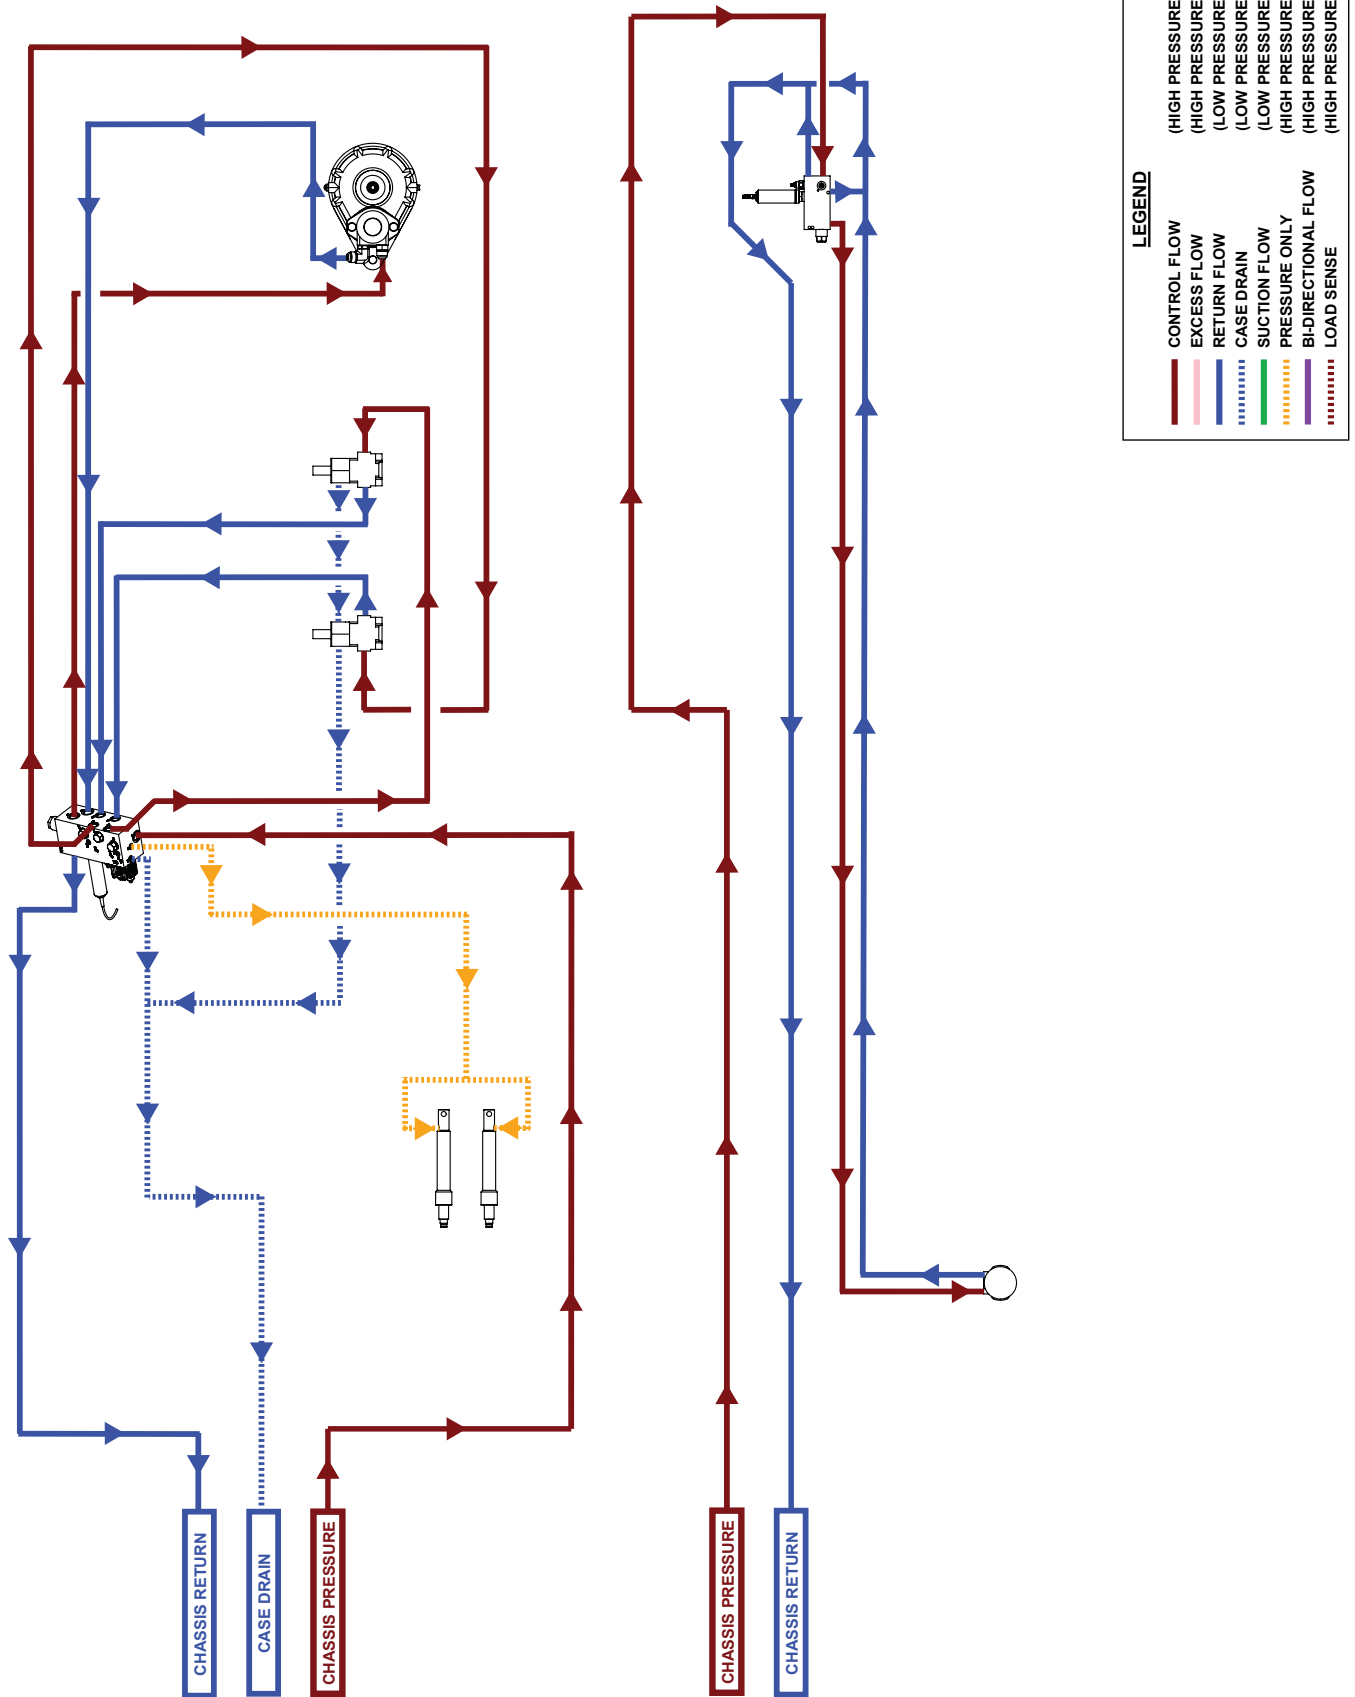 LEGEND
CONTROL FLOW (HIGH PRESSURE
EXCESS FLOW (HIGH PRESSURE
RETURN FLOW (LOW PRESSURE
CASE DRAIN (LOW PRESSURE
SUCTION FLOW (LOW PRESSURE
PRESSURE ONLY (HIGH PRESSURE
BI-DIRECTIONAL FLOW (HIGH PRESSURE
LOAD SENSE (HIGH PRESSURE
CHASSIS RETURN
CASE DRAIN
CHASSIS PRESSURE
CHASSIS PRESSURE
CHASSIS RETURN